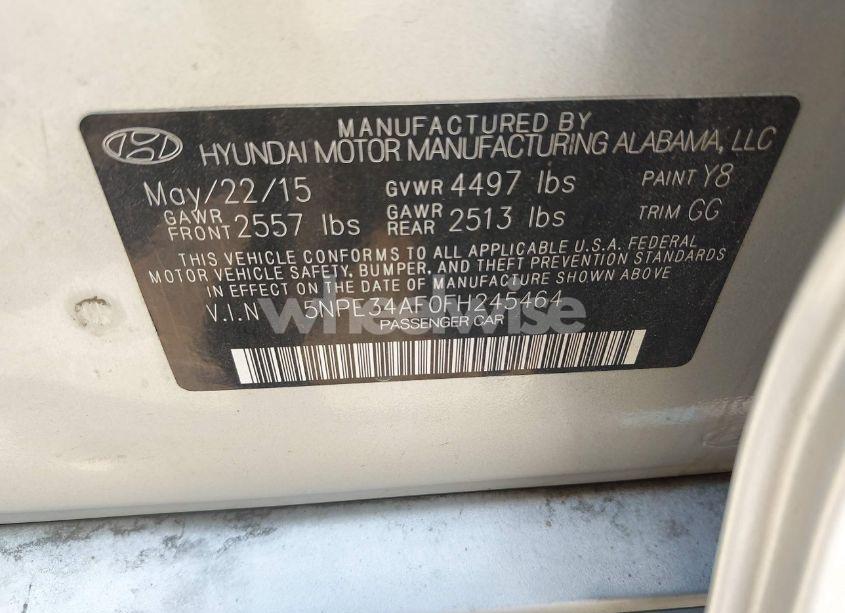 MANUFACTURED BY
HYUNDAI MOTOR MANUFACTURING ALABAMA, LLC
May/22/15 GVWR 4497 lbs PAINT Y8
GAWR FRONT 2557 lbs GAWR REAR 2513 lbs TRIM GG
THIS VEHICLE CONFORMS TO ALL APPLICABLE U.S.A. FEDERAL
MOTOR VEHICLE SAFETY, BUMPER, AND THEFT PREVENTION STANDARDS
IN EFFECT ON THE DATE OF MANUFACTURE SHOWN ABOVE
V.I.N 5NPE34AF0FH245464
wheelwise
PASSENGER CAR